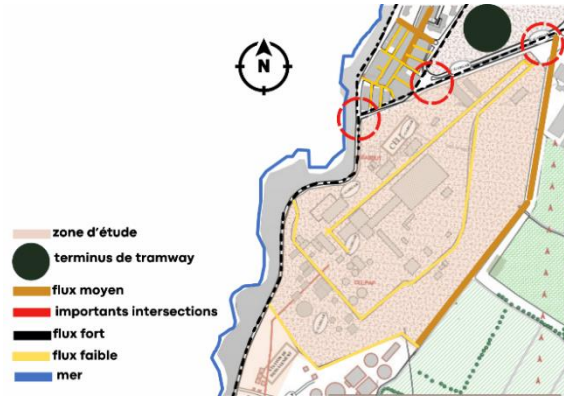 N
zone d'étude
terminus de tramway
flux moyen
importants intersections
flux fort
flux faible
mer